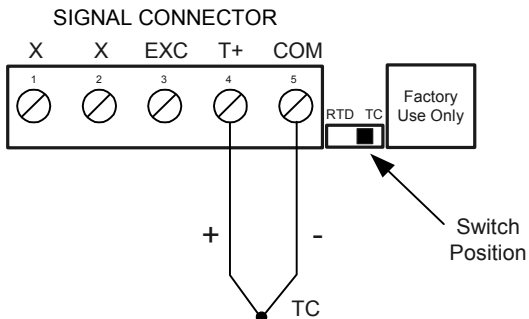 SIGNAL CONNECTOR
X X EXC T+ COM
1 2 3 4 5
RTD TC
Factory
Use Only
Switch
Position
+ -
TC